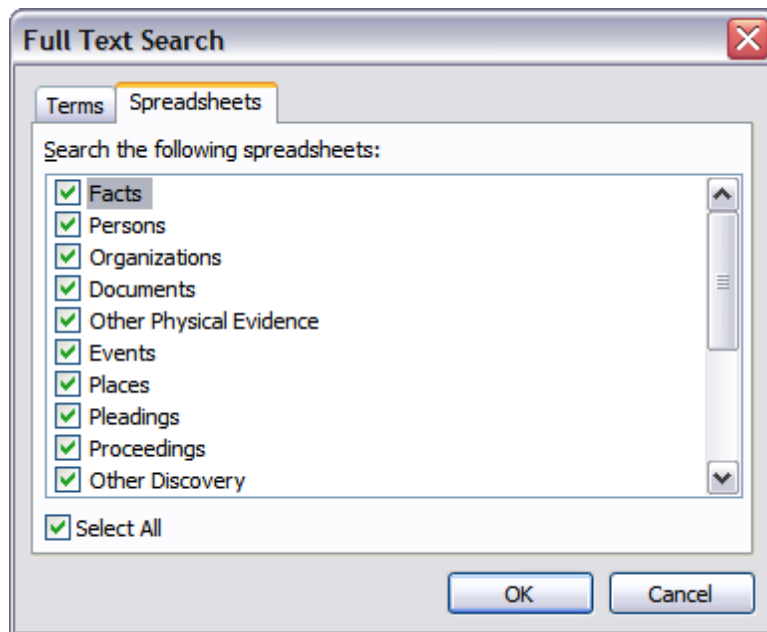 Full Text Search
Terms Spreadsheets
Search the following spreadsheets:
Facts
Persons
Organizations
Documents
Other Physical Evidence
Events
Places
Pleadings
Proceedings
Other Discovery
Select All
OK Cancel